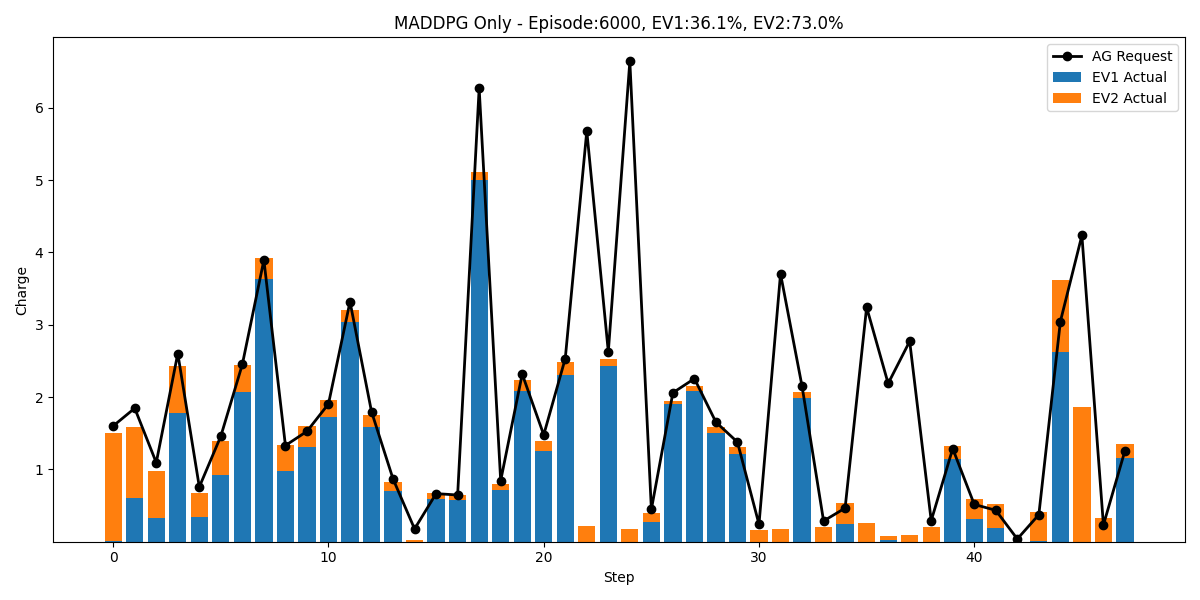 MADDPG Only - Episode:6000, EV1:36.1%, EV2:73.0%
AG Request
EV1 Actual
EV2 Actual
Charge
6
5
4
3
2
1
0
10
20
30
40
Step